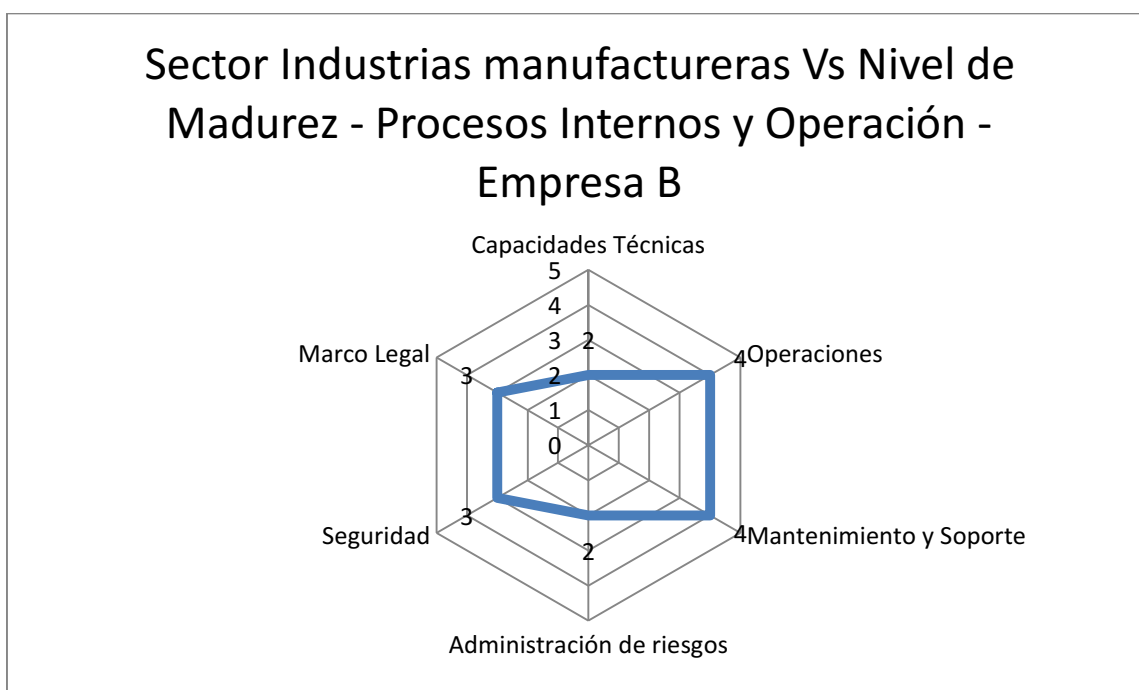 Sector Industrias manufactureras Vs Nivel de
Madurez - Procesos Internos y Operación -
Empresa B
Capacidades Técnicas
5
4
3 2
2
1
0
Marco Legal
3
4 Operaciones
Seguridad
3
4 Mantenimiento y Soporte
2
Administración de riesgos